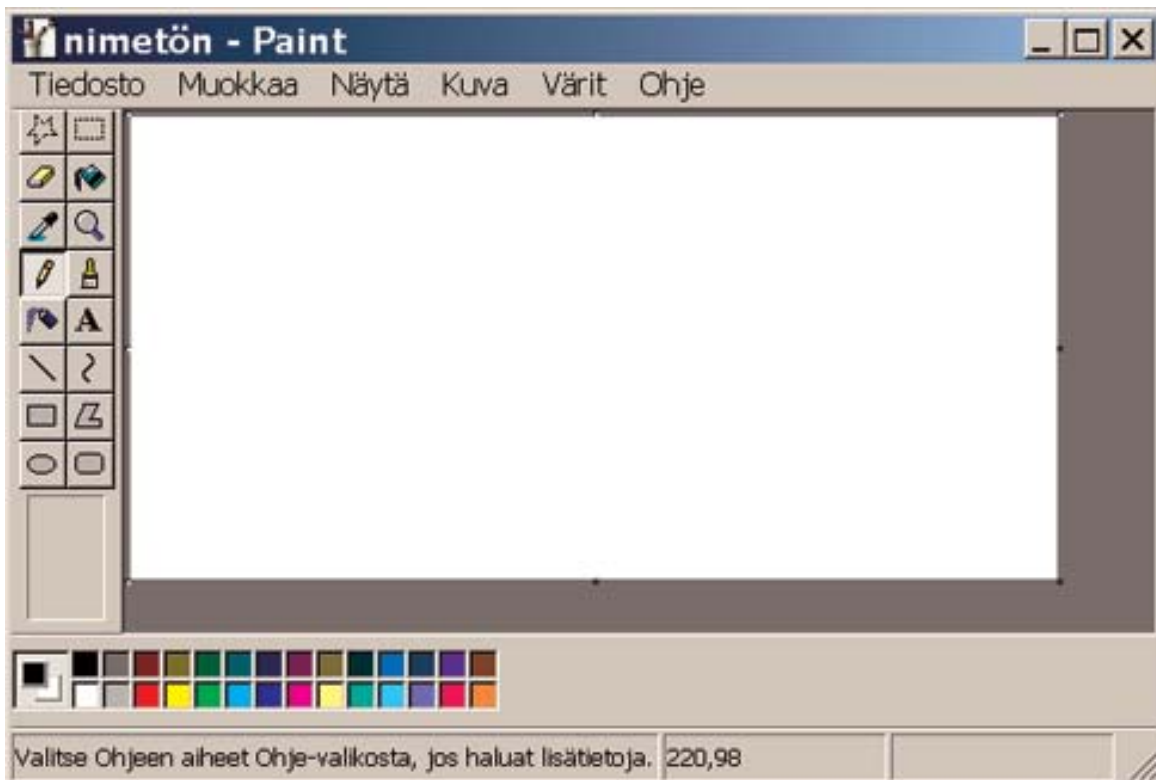 nimetön - Paint
Tiedosto Muokkaa Näytä Kuva Värit Ohje
A
Valitse Ohjeen aiheet Ohje-valikosta, jos haluat lisätietoja. 220,98